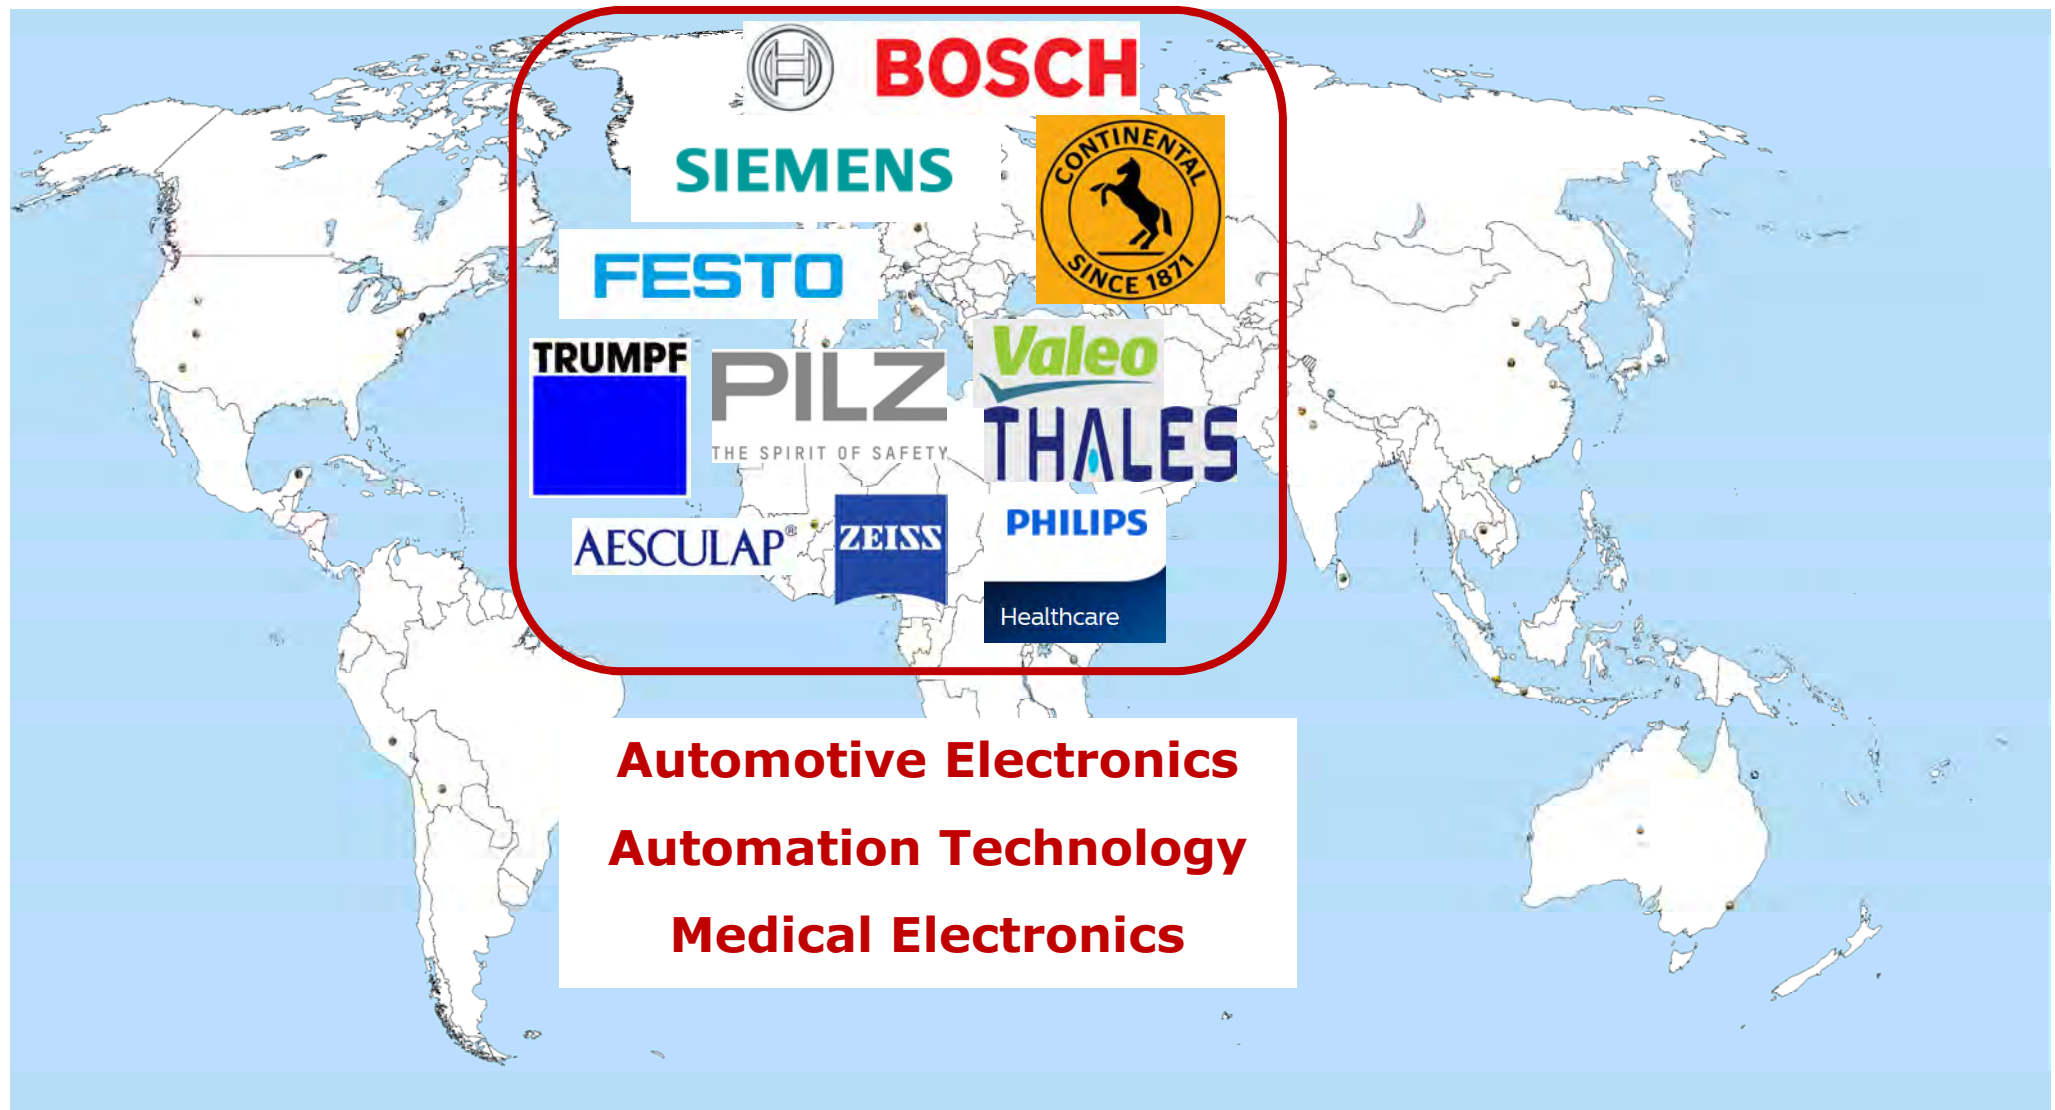 BOSCH
SIEMENS
CONTINENTAL
SINCE 1871
FESTO
TRUMPF
PILZ
THE SPIRIT OF SAFETY
Valeo
THALES
AESCULAP®
ZEISS
PHILIPS
Healthcare
Automotive Electronics
Automation Technology
Medical Electronics